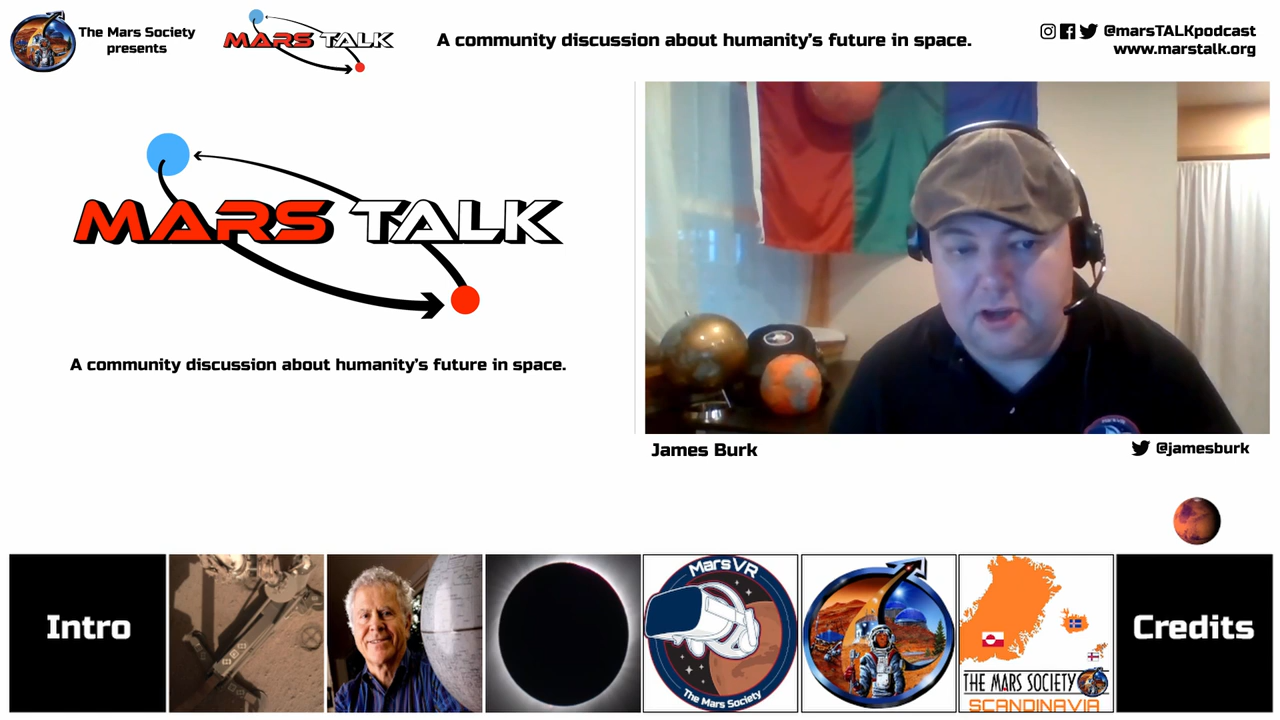 The Mars Society
presents
MARS TALK
A community discussion about humanity's future in space.
@marsTALKpodcast
www.marstalk.org
MARS TALK
A community discussion about humanity's future in space.
James Burk
@jamesburk
Intro
MarsVR
The Mars Society
THE MARS SOCIETY
SCANDINAVIA
Credits